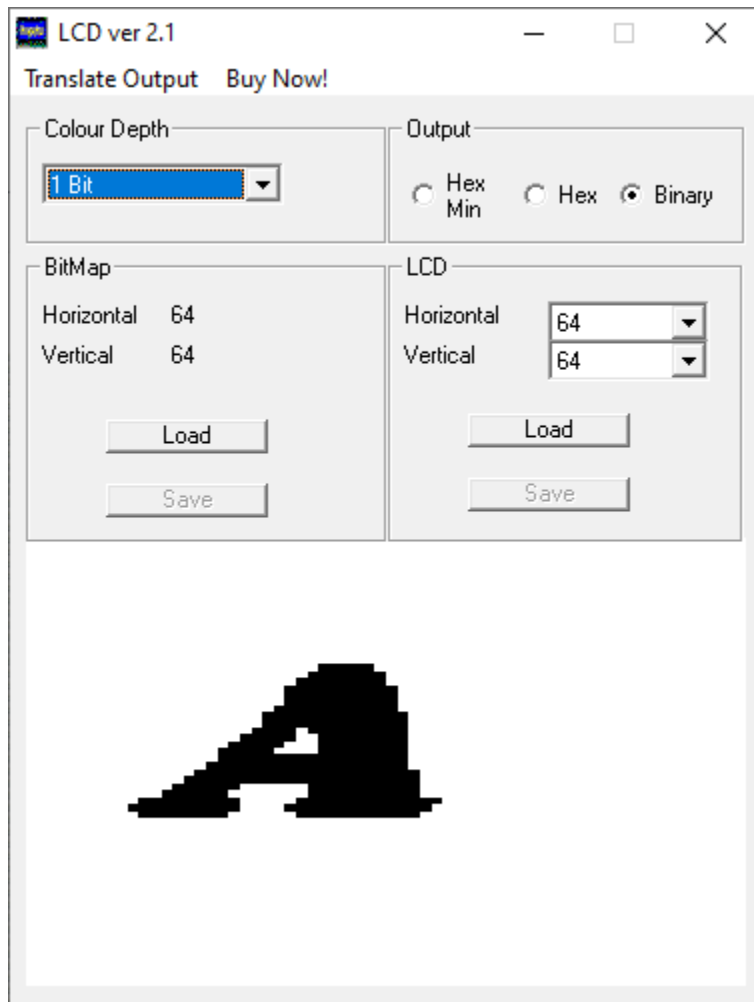 LCD ver 2.1
Translate Output Buy Now!
Colour Depth
1 Bit
Output
Hex Min
Hex
Binary
BitMap
Horizontal 64
Vertical 64
Load
Save
LCD
Horizontal 64
Vertical 64
Load
Save
A